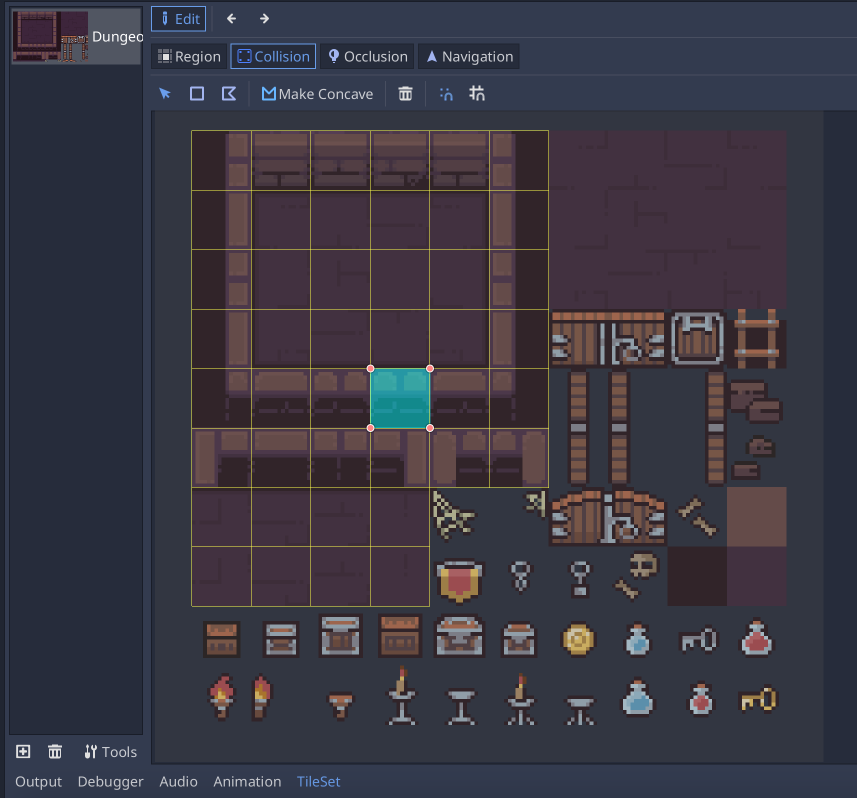 Edit
Dungeo
Region Collision Occlusion Navigation
Make Concave
Tools
Output Debugger Audio Animation TileSet